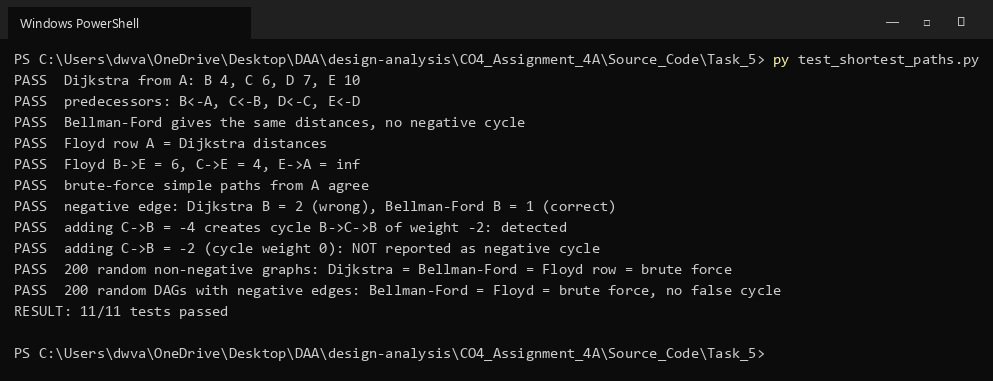 Windows PowerShell
PS C:\Users\dwva\OneDrive\Desktop\DAA\design-analysis\CO4_Assignment_4A\Source_Code\Task_5> py test_shortest_paths.py
PASS  Dijkstra from A: B 4, C 6, D 7, E 10
PASS  predecessors: B<-A, C<-B, D<-C, E<-D
PASS  Bellman-Ford gives the same distances, no negative cycle
PASS  Floyd row A = Dijkstra distances
PASS  Floyd B->E = 6, C->E = 4, E->A = inf
PASS  brute-force simple paths from A agree
PASS  negative edge: Dijkstra B = 2 (wrong), Bellman-Ford B = 1 (correct)
PASS  adding C->B = -4 creates cycle B->C->B of weight -2: detected
PASS  adding C->B = -2 (cycle weight 0): NOT reported as negative cycle
PASS  200 random non-negative graphs: Dijkstra = Bellman-Ford = Floyd row = brute force
PASS  200 random DAGs with negative edges: Bellman-Ford = Floyd = brute force, no false cycle
RESULT: 11/11 tests passed
PS C:\Users\dwva\OneDrive\Desktop\DAA\design-analysis\CO4_Assignment_4A\Source_Code\Task_5>